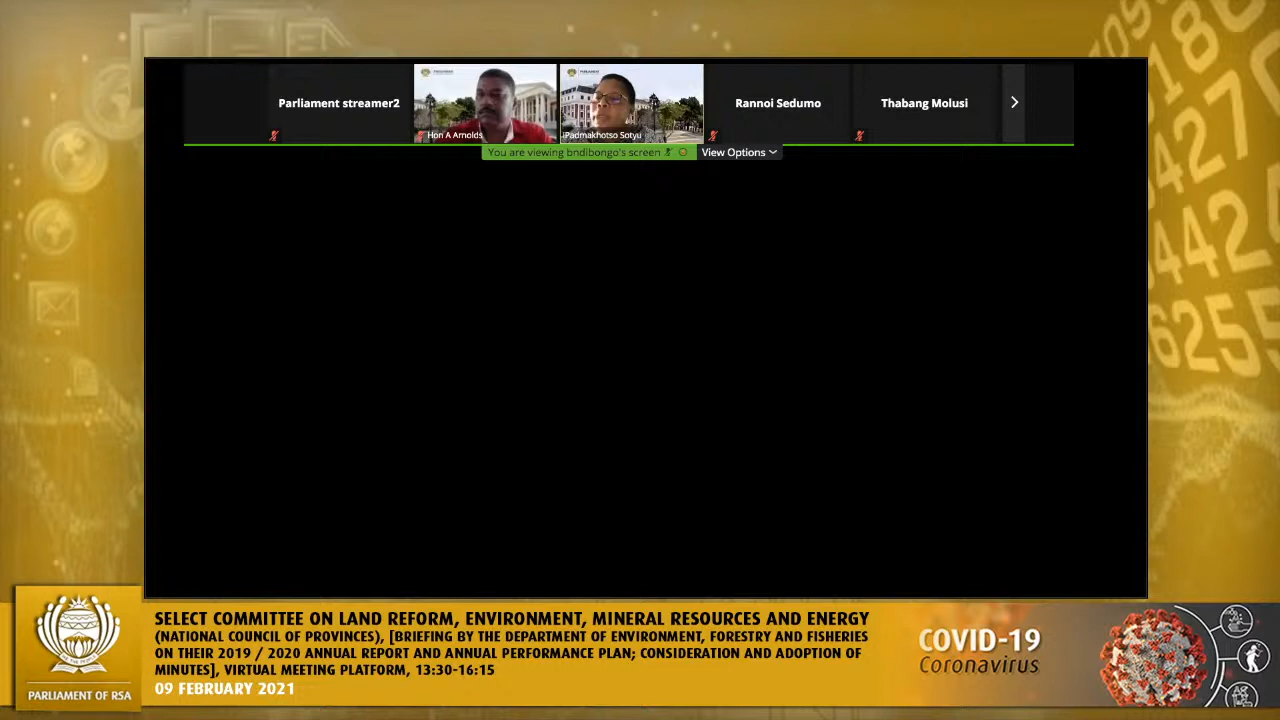 Parliament streamer2
Hon A Arnolds
iPadmakhotso Sotyu
Rannoi Sedumo
Thabang Molusi
You are viewing bndibongo's screen
View Options
SELECT COMMITTEE ON LAND REFORM, ENVIRONMENT, MINERAL RESOURCES AND ENERGY
(NATIONAL COUNCIL OF PROVINCES), [BRIEFING BY THE DEPARTMENT OF ENVIRONMENT, FORESTRY AND FISHERIES
ON THEIR 2019 / 2020 ANNUAL REPORT AND ANNUAL PERFORMANCE PLAN; CONSIDERATION AND ADOPTION OF
MINUTES], VIRTUAL MEETING PLATFORM, 13:30-16:15
09 FEBRUARY 2021
PARLIAMENT OF RSA
COVID-19
Coronavirus